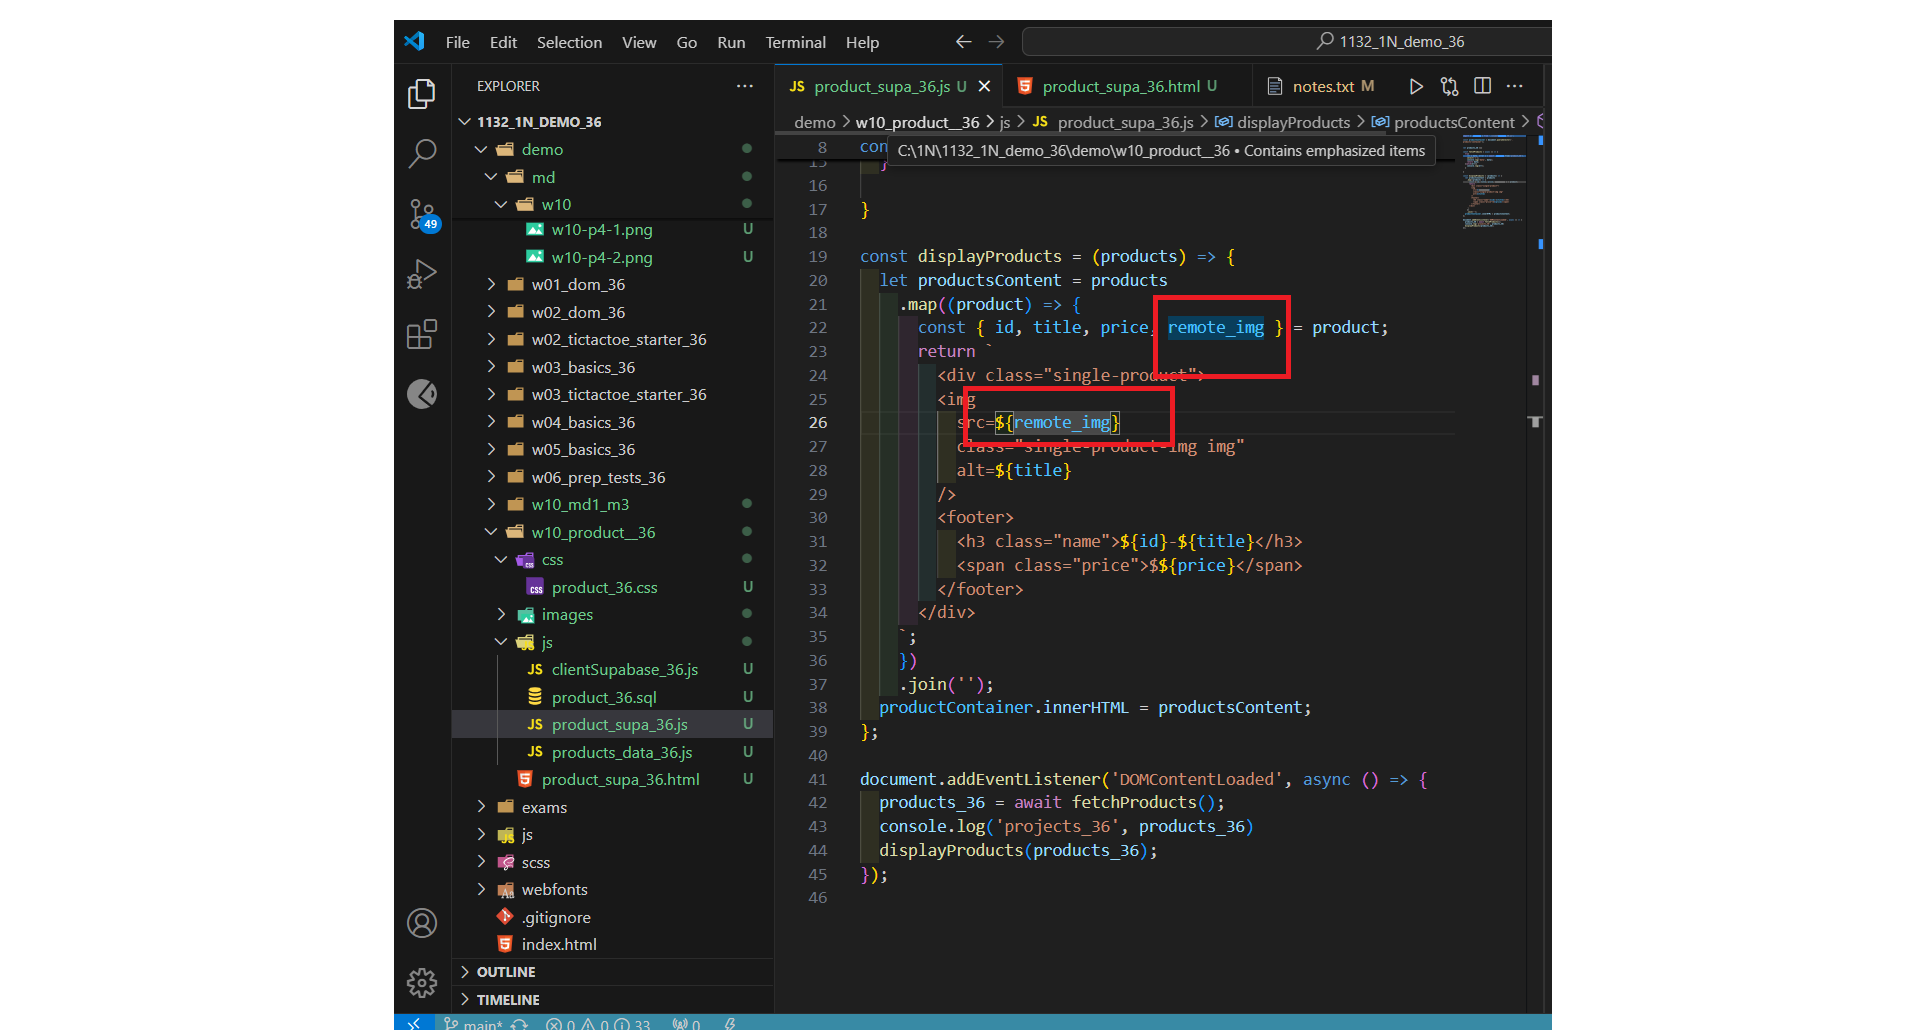 File Edit Selection View Go Run Terminal Help
1132_1N_demo_36
EXPLORER
1132_1N_DEMO_36
demo
md
w10
w10-p4-1.png U
w10-p4-2.png U
w01_dom_36
w02_dom_36
w02_tictactoe_starter_36
w03_basics_36
w03_tictactoe_starter_36
w04_basics_36
w05_basics_36
w06_prep_tests_36
w10_md1_m3
w10_product__36
css
product_36.css U
images
js
clientSupabase_36.js U
product_36.sql U
product_supa_36.js U
products_data_36.js U
product_supa_36.html U
exams
js
scss
webfonts
.gitignore
index.html
OUTLINE
TIMELINE
49
JS product_supa_36.js U
product_supa_36.html U
notes.txt M
demo > w10_product__36 > js > JS product_supa_36.js > displayProducts > productsContent >
C:\1N\1132_1N_demo_36\demo\w10_product__36 • Contains emphasized items
8 con
15 }
16
17 }
18
19 const displayProducts = (products) => {
20 let productsContent = products
21 .map((product) => {
22 const { id, title, price, remote_img } = product;
23 return `
24 <div class="single-product">
25 <img
26 src=${remote_img}
27 class="single-product-img img"
28 alt=${title}
29 />
30 <footer>
31 <h3 class="name">${id}-${title}</h3>
32 <span class="price">$${price}</span>
33 </footer>
34 </div>
35 `;
36 })
37 .join('');
38 productContainer.innerHTML = productsContent;
39 };
40
41 document.addEventListener('DOMContentLoaded', async () => {
42 products_36 = await fetchProducts();
43 console.log('projects_36', products_36)
44 displayProducts(products_36);
45 });
46
main* 0 0 33 0